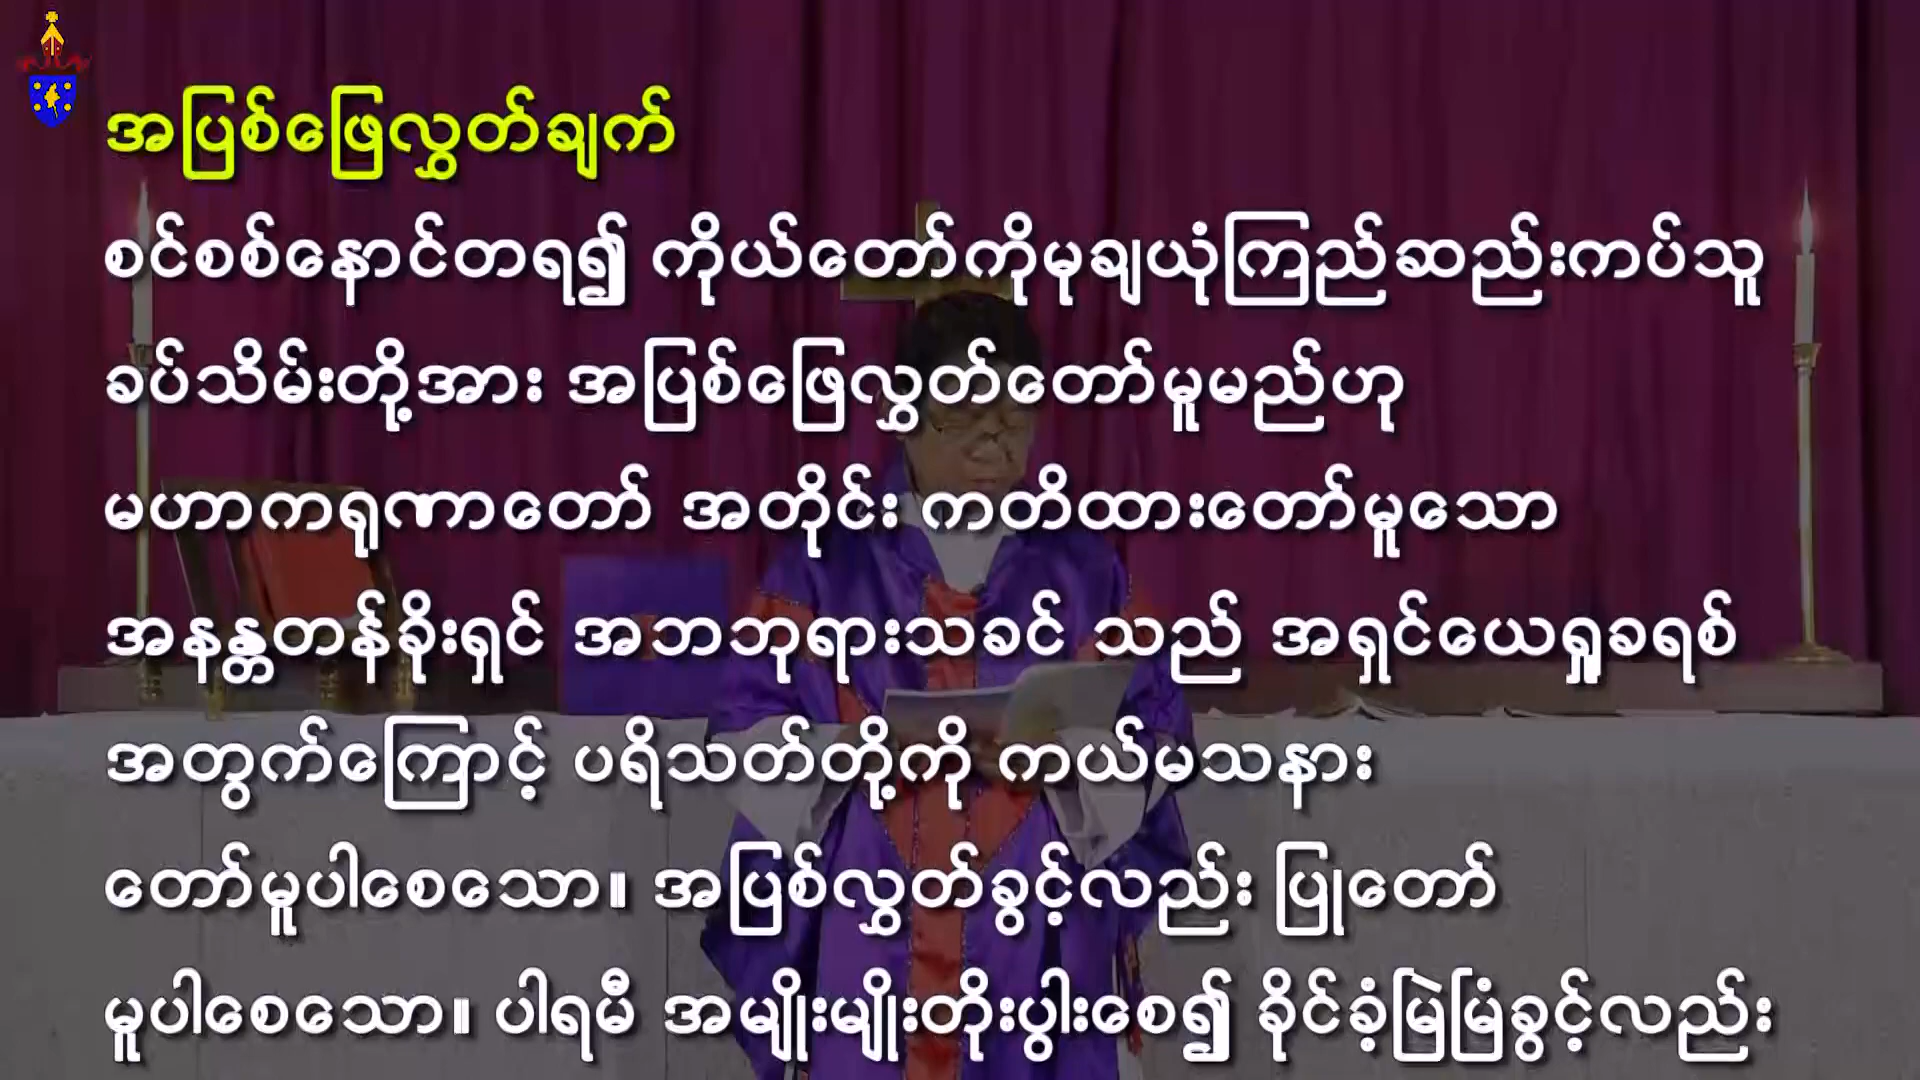 အပြစ်ဖြေလွှတ်ချက်
စင်စစ်နောင်တရ၍ ကိုယ်တော်ကိုမုချယုံကြည်ဆည်းကပ်သူ
ခပ်သိမ်းတို့အား အပြစ်ဖြေလွှတ်တော်မူမည်ဟု
မဟာကရုဏာတော် အတိုင်း ကတိထားတော်မူသော
အနန္တတန်ခိုးရှင် အဘဘုရားသခင် သည် အရှင်ယေရှုခရစ်
အတွက်ကြောင့် ပရိသတ်တို့ကို ကယ်မသနား
တော်မူပါစေသော။ အပြစ်လွှတ်ခွင့်လည်း ပြုတော်
မူပါစေသော။ ပါရမီ အမျိုးမျိုးတိုးပွါးစေ၍ ခိုင်ခံ့မြဲမြံခွင့်လည်း